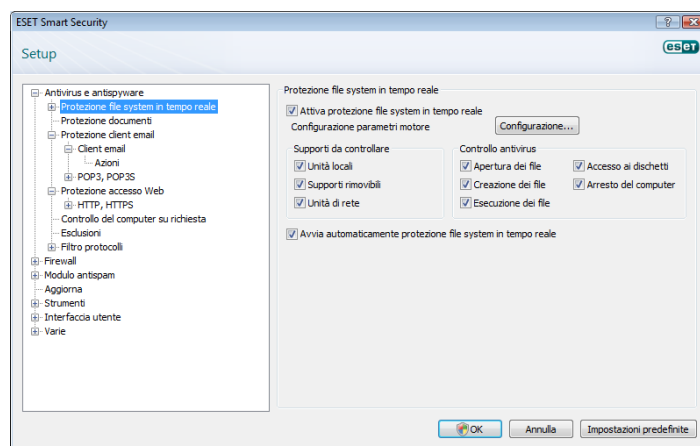 ESET Smart Security
Setup
eset
Antivirus e antispyware
Protezione file system in tempo reale
Protezione documenti
Protezione client email
Client email
Azioni
POP3, POP3S
Protezione accesso Web
HTTP, HTTPS
Controllo del computer su richiesta
Esclusioni
Filtro protocolli
Firewall
Modulo antispam
Aggiorna
Strumenti
Interfaccia utente
Varie
Protezione file system in tempo reale
Attiva protezione file system in tempo reale
Configurazione parametri motore
Configurazione...
Supporti da controllare
Unità locali
Supporti rimovibili
Unità di rete
Controllo antivirus
Apertura dei file
Accesso ai dischetti
Creazione dei file
Arresto del computer
Esecuzione dei file
Avvia automaticamente protezione file system in tempo reale
OK
Annulla
Impostazioni predefinite